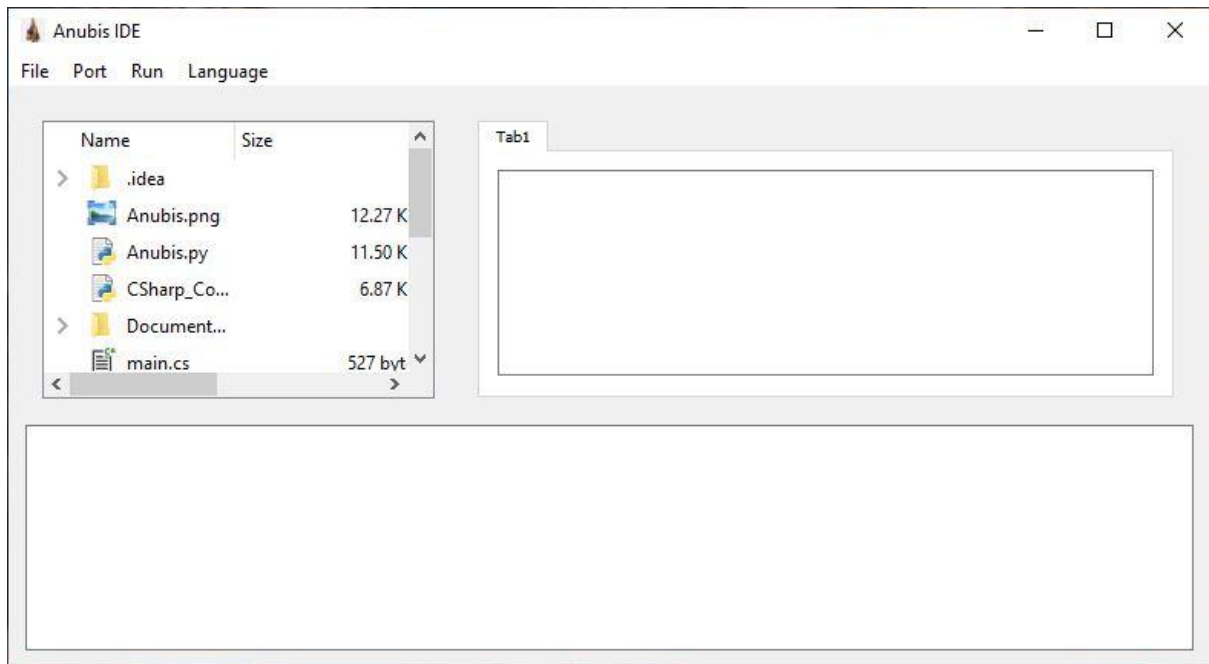 Anubis IDE
File Port Run Language
Name Size
.idea
Anubis.png 12.27 K
Anubis.py 11.50 K
CSharp_Co...  6.87 K
Document...
main.cs 527 byt
Tab1